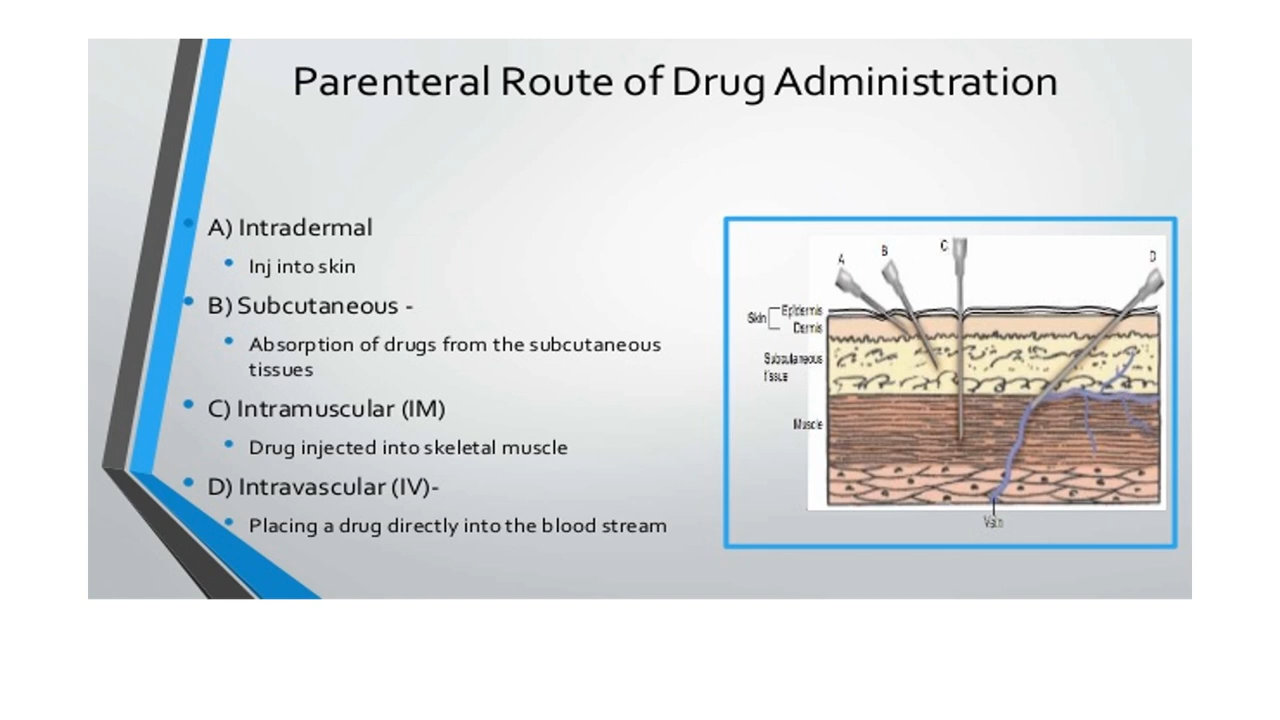 Parenteral Route of Drug Administration
A) Intradermal
Inj into skin
B) Subcutaneous -
Absorption of drugs from the subcutaneous
tissues
C) Intramuscular (IM)
Drug injected into skeletal muscle
D) Intravascular (IV)-
Placing a drug directly into the blood stream
A
B
C
D
Skin
Epidermis
Dermis
Subcutaneous
tissue
Muscle
Vein